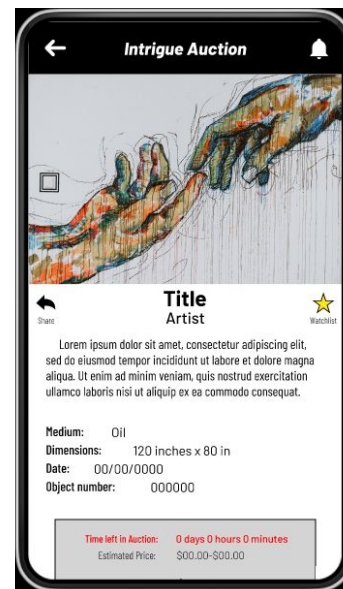 Intrigue Auction
Title
Artist
Share
Watchlist
Lorem ipsum dolor sit amet, consectetur adipiscing elit,
sed do eiusmod tempor incididunt ut labore et dolore magna
aliqua. Ut enim ad minim veniam, quis nostrud exercitation
ullamco laboris nisi ut aliquip ex ea commodo consequat.
Medium: Oil
Dimensions: 120 inches x 80 in
Date: 00/00/0000
Object number: 000000
Time left in Auction: 0 days 0 hours 0 minutes
Estimated Price: $00.00-$00.00